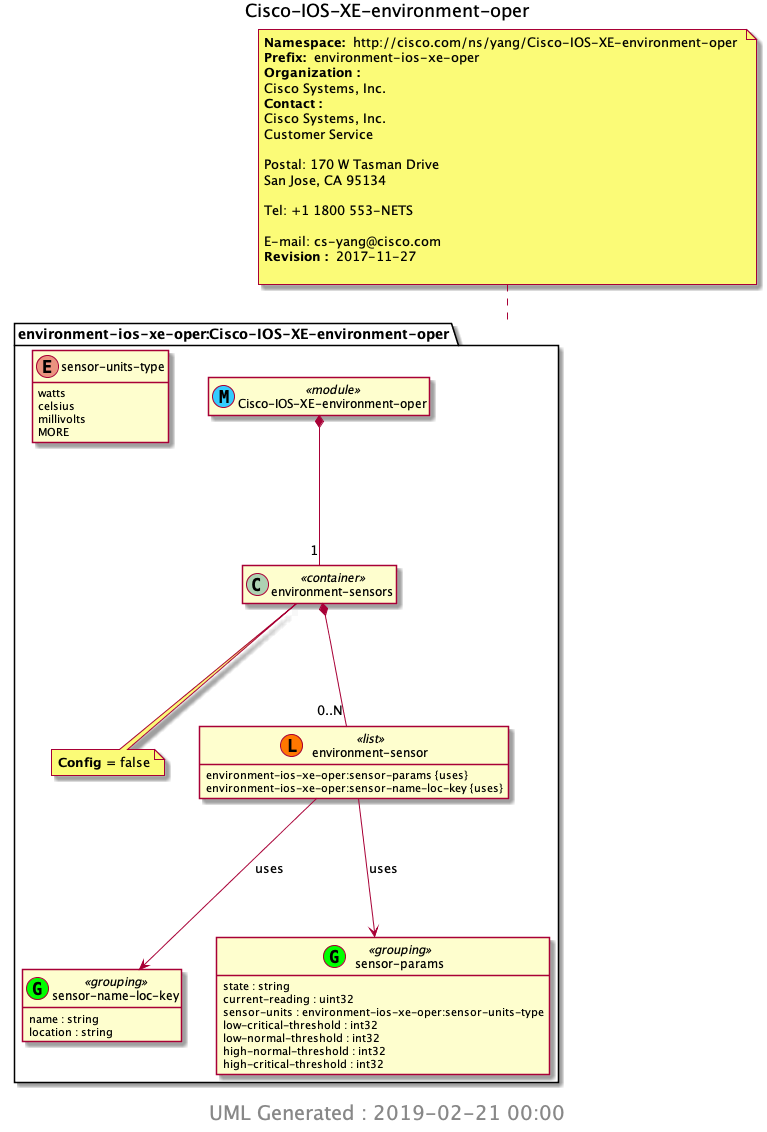 Cisco-IOS-XE-environment-oper
Namespace: http://cisco.com/ns/yang/Cisco-IOS-XE-environment-oper
Prefix: environment-ios-xe-oper
Organization :
Cisco Systems, Inc.
Contact :
Cisco Systems, Inc.
Customer Service
Postal: 170 W Tasman Drive
San Jose, CA 95134
Tel: +1 1800 553-NETS
E-mail: cs-yang@cisco.com
Revision : 2017-11-27
environment-ios-xe-oper:Cisco-IOS-XE-environment-oper
E sensor-units-type
watts
celsius
millivolts
MORE
M
«module»
Cisco-IOS-XE-environment-oper
1
C
«container»
environment-sensors
0..N
Config = false
L
«list»
environment-sensor
environment-ios-xe-oper:sensor-params {uses}
environment-ios-xe-oper:sensor-name-loc-key {uses}
uses
uses
G
«grouping»
sensor-name-loc-key
name : string
location : string
G
«grouping»
sensor-params
state : string
current-reading : uint32
sensor-units : environment-ios-xe-oper:sensor-units-type
low-critical-threshold : int32
low-normal-threshold : int32
high-normal-threshold : int32
high-critical-threshold : int32
UML Generated : 2019-02-21 00:00